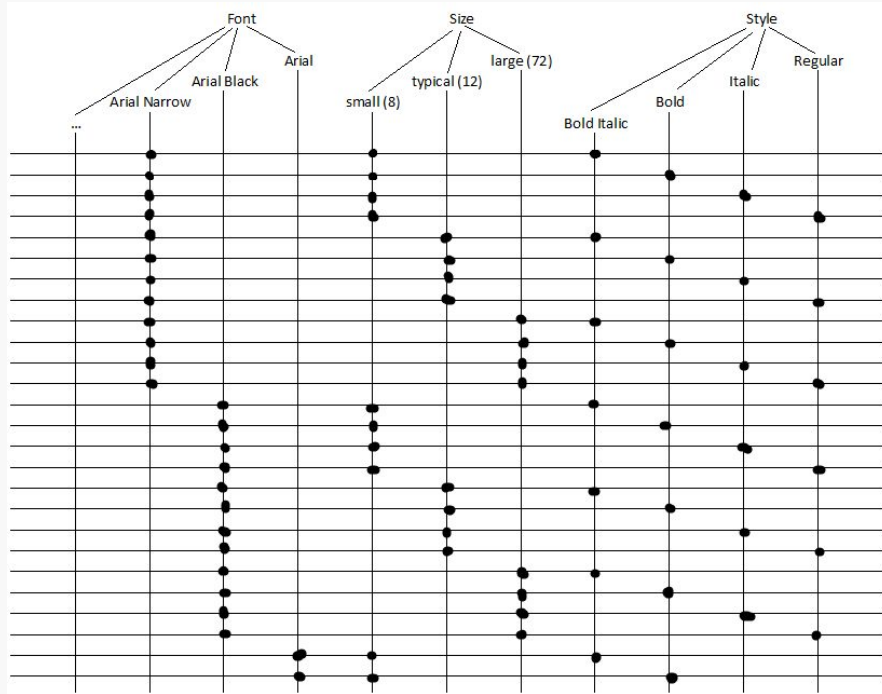 Font Size Style
Arial large (72) Regular
Arial Black typical (12) Italic
Arial Narrow small (8) Bold
... Bold Italic